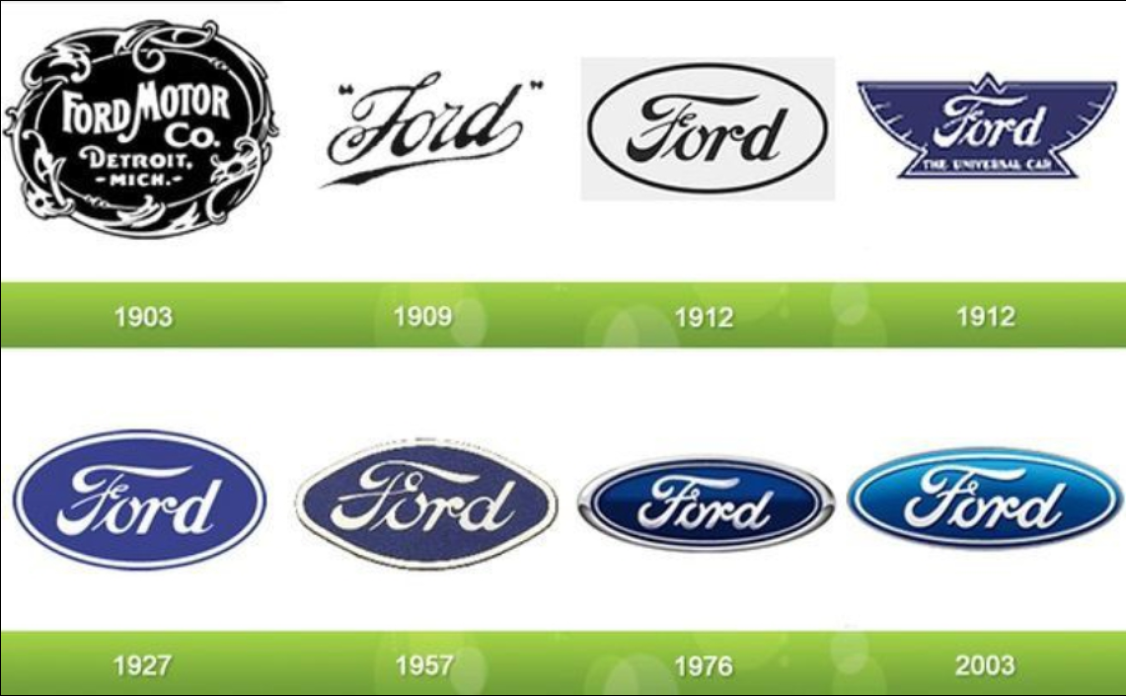 FORD MOTOR
CO.
DETROIT,
-MICH.-
"Ford"
Ford
Ford
THE UNIVERSAL CAR
1903
1909
1912
1912
Ford
Ford
Ford
Ford
1927
1957
1976
2003